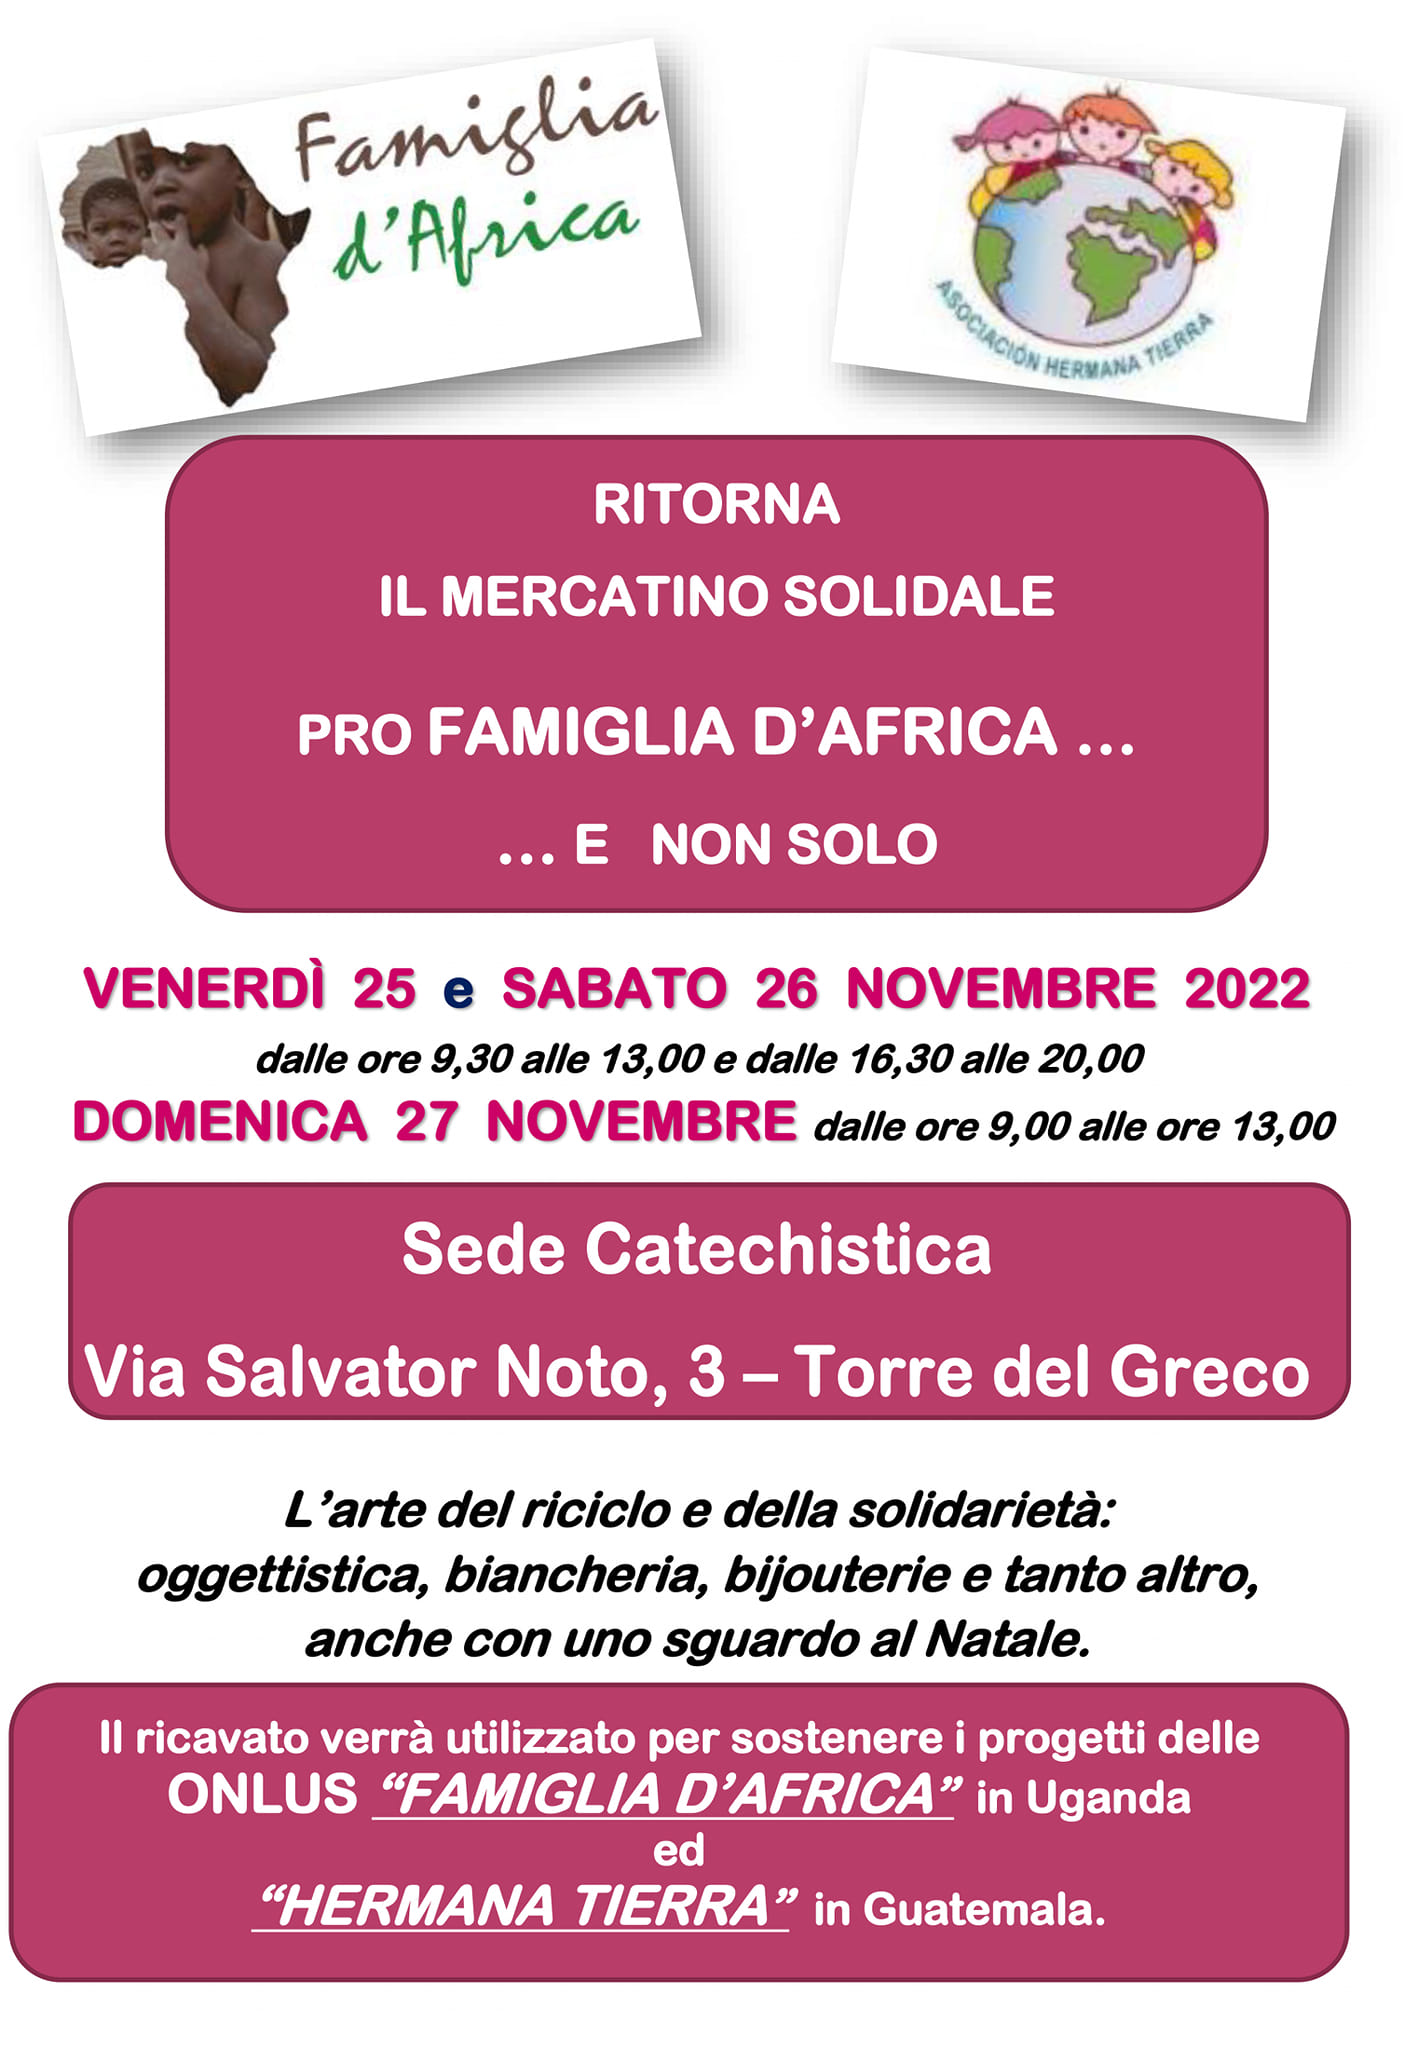 Famiglia
d'Africa
ASOCIACIÓN HERMANA TIERRA
RITORNA
IL MERCATINO SOLIDALE
PRO FAMIGLIA D'AFRICA …
… E NON SOLO
VENERDÌ 25 e SABATO 26 NOVEMBRE 2022
dalle ore 9,30 alle 13,00 e dalle 16,30 alle 20,00
DOMENICA 27 NOVEMBRE dalle ore 9,00 alle ore 13,00
Sede Catechistica
Via Salvator Noto, 3 – Torre del Greco
L'arte del riciclo e della solidarietà:
oggettistica, biancheria, bijouterie e tanto altro,
anche con uno sguardo al Natale.
Il ricavato verrà utilizzato per sostenere i progetti delle
ONLUS "FAMIGLIA D'AFRICA" in Uganda
ed
"HERMANA TIERRA" in Guatemala.